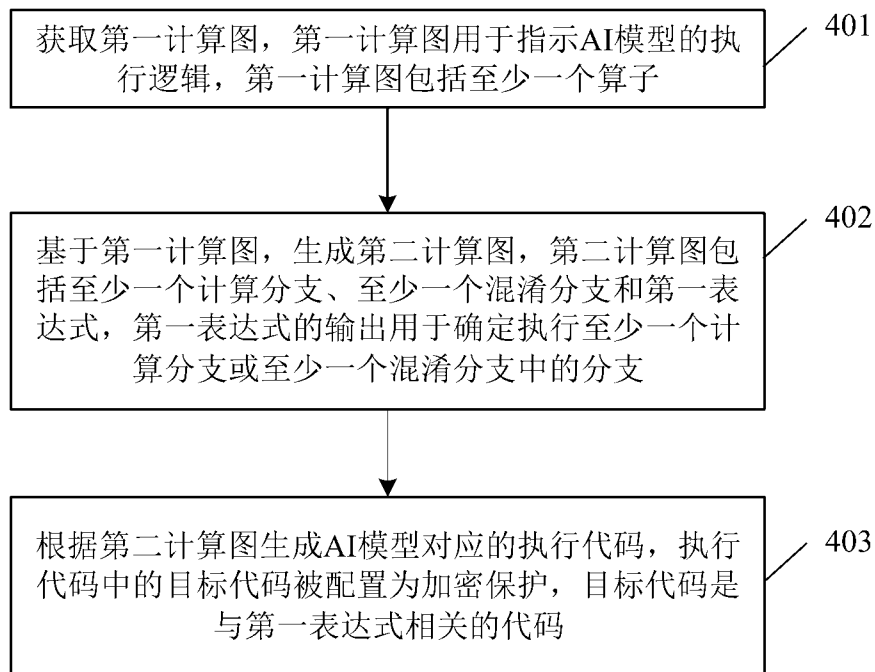 获取第一计算图，第一计算图用于指示AI模型的执
行逻辑，第一计算图包括至少一个算子
401
基于第一计算图，生成第二计算图，第二计算图包
括至少一个计算分支、至少一个混淆分支和第一表
达式，第一表达式的输出用于确定执行至少一个计
算分支或至少一个混淆分支中的分支
402
根据第二计算图生成AI模型对应的执行代码，执行
代码中的目标代码被配置为加密保护，目标代码是
与第一表达式相关的代码
403